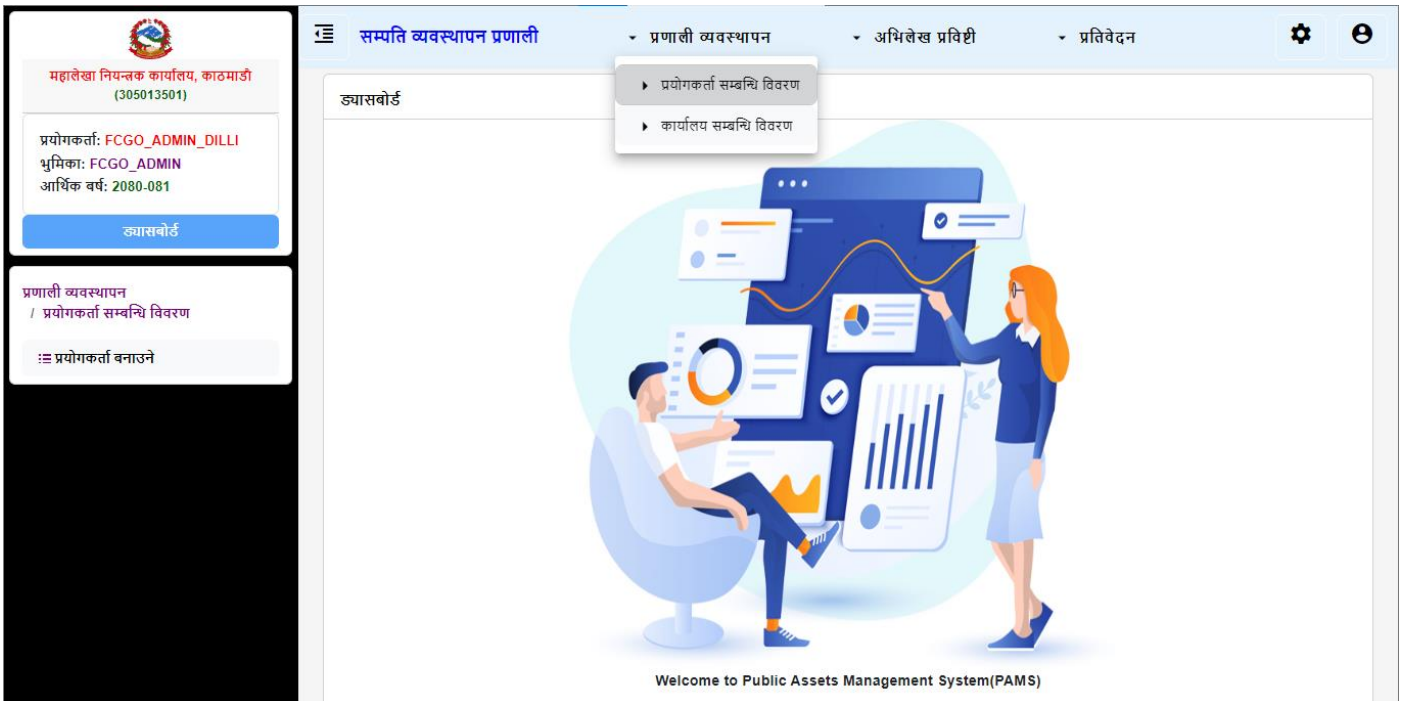 महालेखा नियन्त्रक कार्यालय, काठमाडौ
(305013501)
प्रयोगकर्ता: FCGO_ADMIN_DILLI
भुमिका: FCGO_ADMIN
आर्थिक बर्ष: 2080-081
ड्यासबोर्ड
प्रणाली व्यवस्थापन
/ प्रयोगकर्ता सम्बन्धि विवरण
प्रयोगकर्ता बनाउने
सम्पति व्यवस्थापन प्रणाली
प्रणाली व्यवस्थापन
अभिलेख प्रविष्टी
प्रतिवेदन
प्रयोगकर्ता सम्बन्धि विवरण
कार्यालय सम्बन्धि विवरण
ड्यासबोर्ड
Welcome to Public Assets Management System(PAMS)